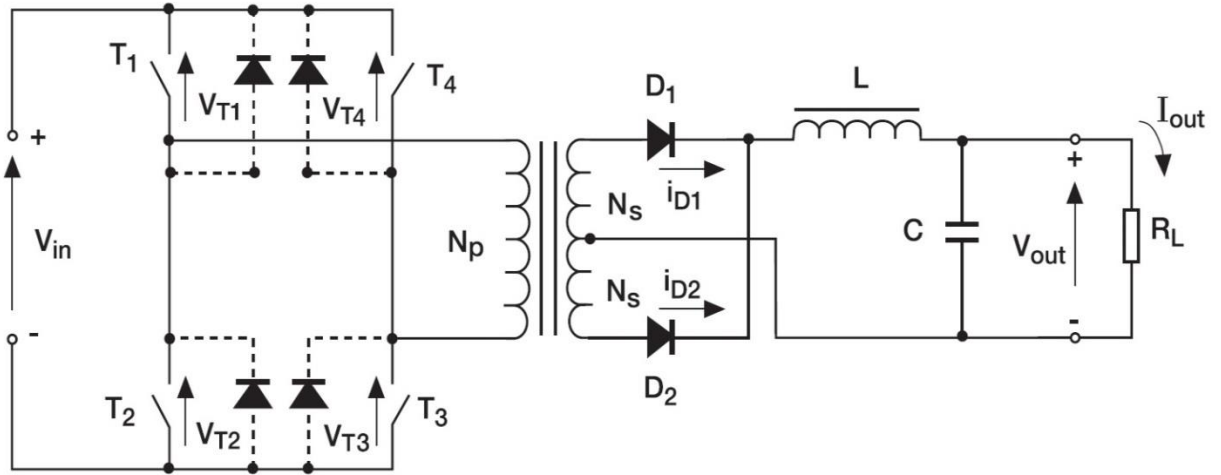 T1
VT1
VT4
T4
+
Vin
-
T2
VT2
VT3
T3
Np
Ns
Ns
D1
iD1
iD2
D2
L
C
+
Vout
-
Iout
RL